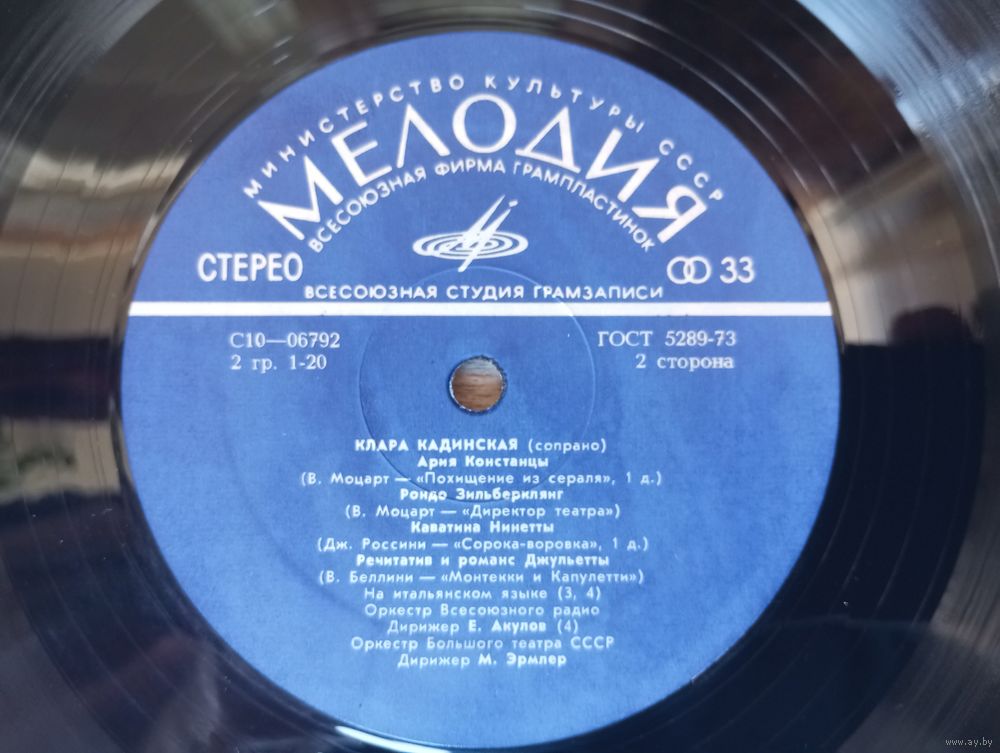 МИНИСТЕРСТВО КУЛЬТУРЫ СССР
МЕЛОДИЯ
ВСЕСОЮЗНАЯ ФИРМА ГРАМПЛАСТИНОК
СТЕРЕО
33
ВСЕСОЮЗНАЯ СТУДИЯ ГРАМЗАПИСИ
С10—06792
ГОСТ 5289-73
2 гр. 1-20
2 сторона
КЛАРА КАДИНСКАЯ (сопрано)
Ария Констанцы
(В. Моцарт — «Похищение из сераля», 1 д.)
Рондо Зильберклянг
(В. Моцарт — «Директор театра»)
Каватина Нинетты
(Дж. Россини — «Сорока-воровка», 1 д.)
Речитатив и романс Джульетты
(В. Беллини — «Монтекки и Капулетти»)
На итальянском языке (3, 4)
Оркестр Всесоюзного радио
Дирижер Е. Акулов (4)
Оркестр Большого театра СССР
Дирижер М. Эрмлер
www.ay.by